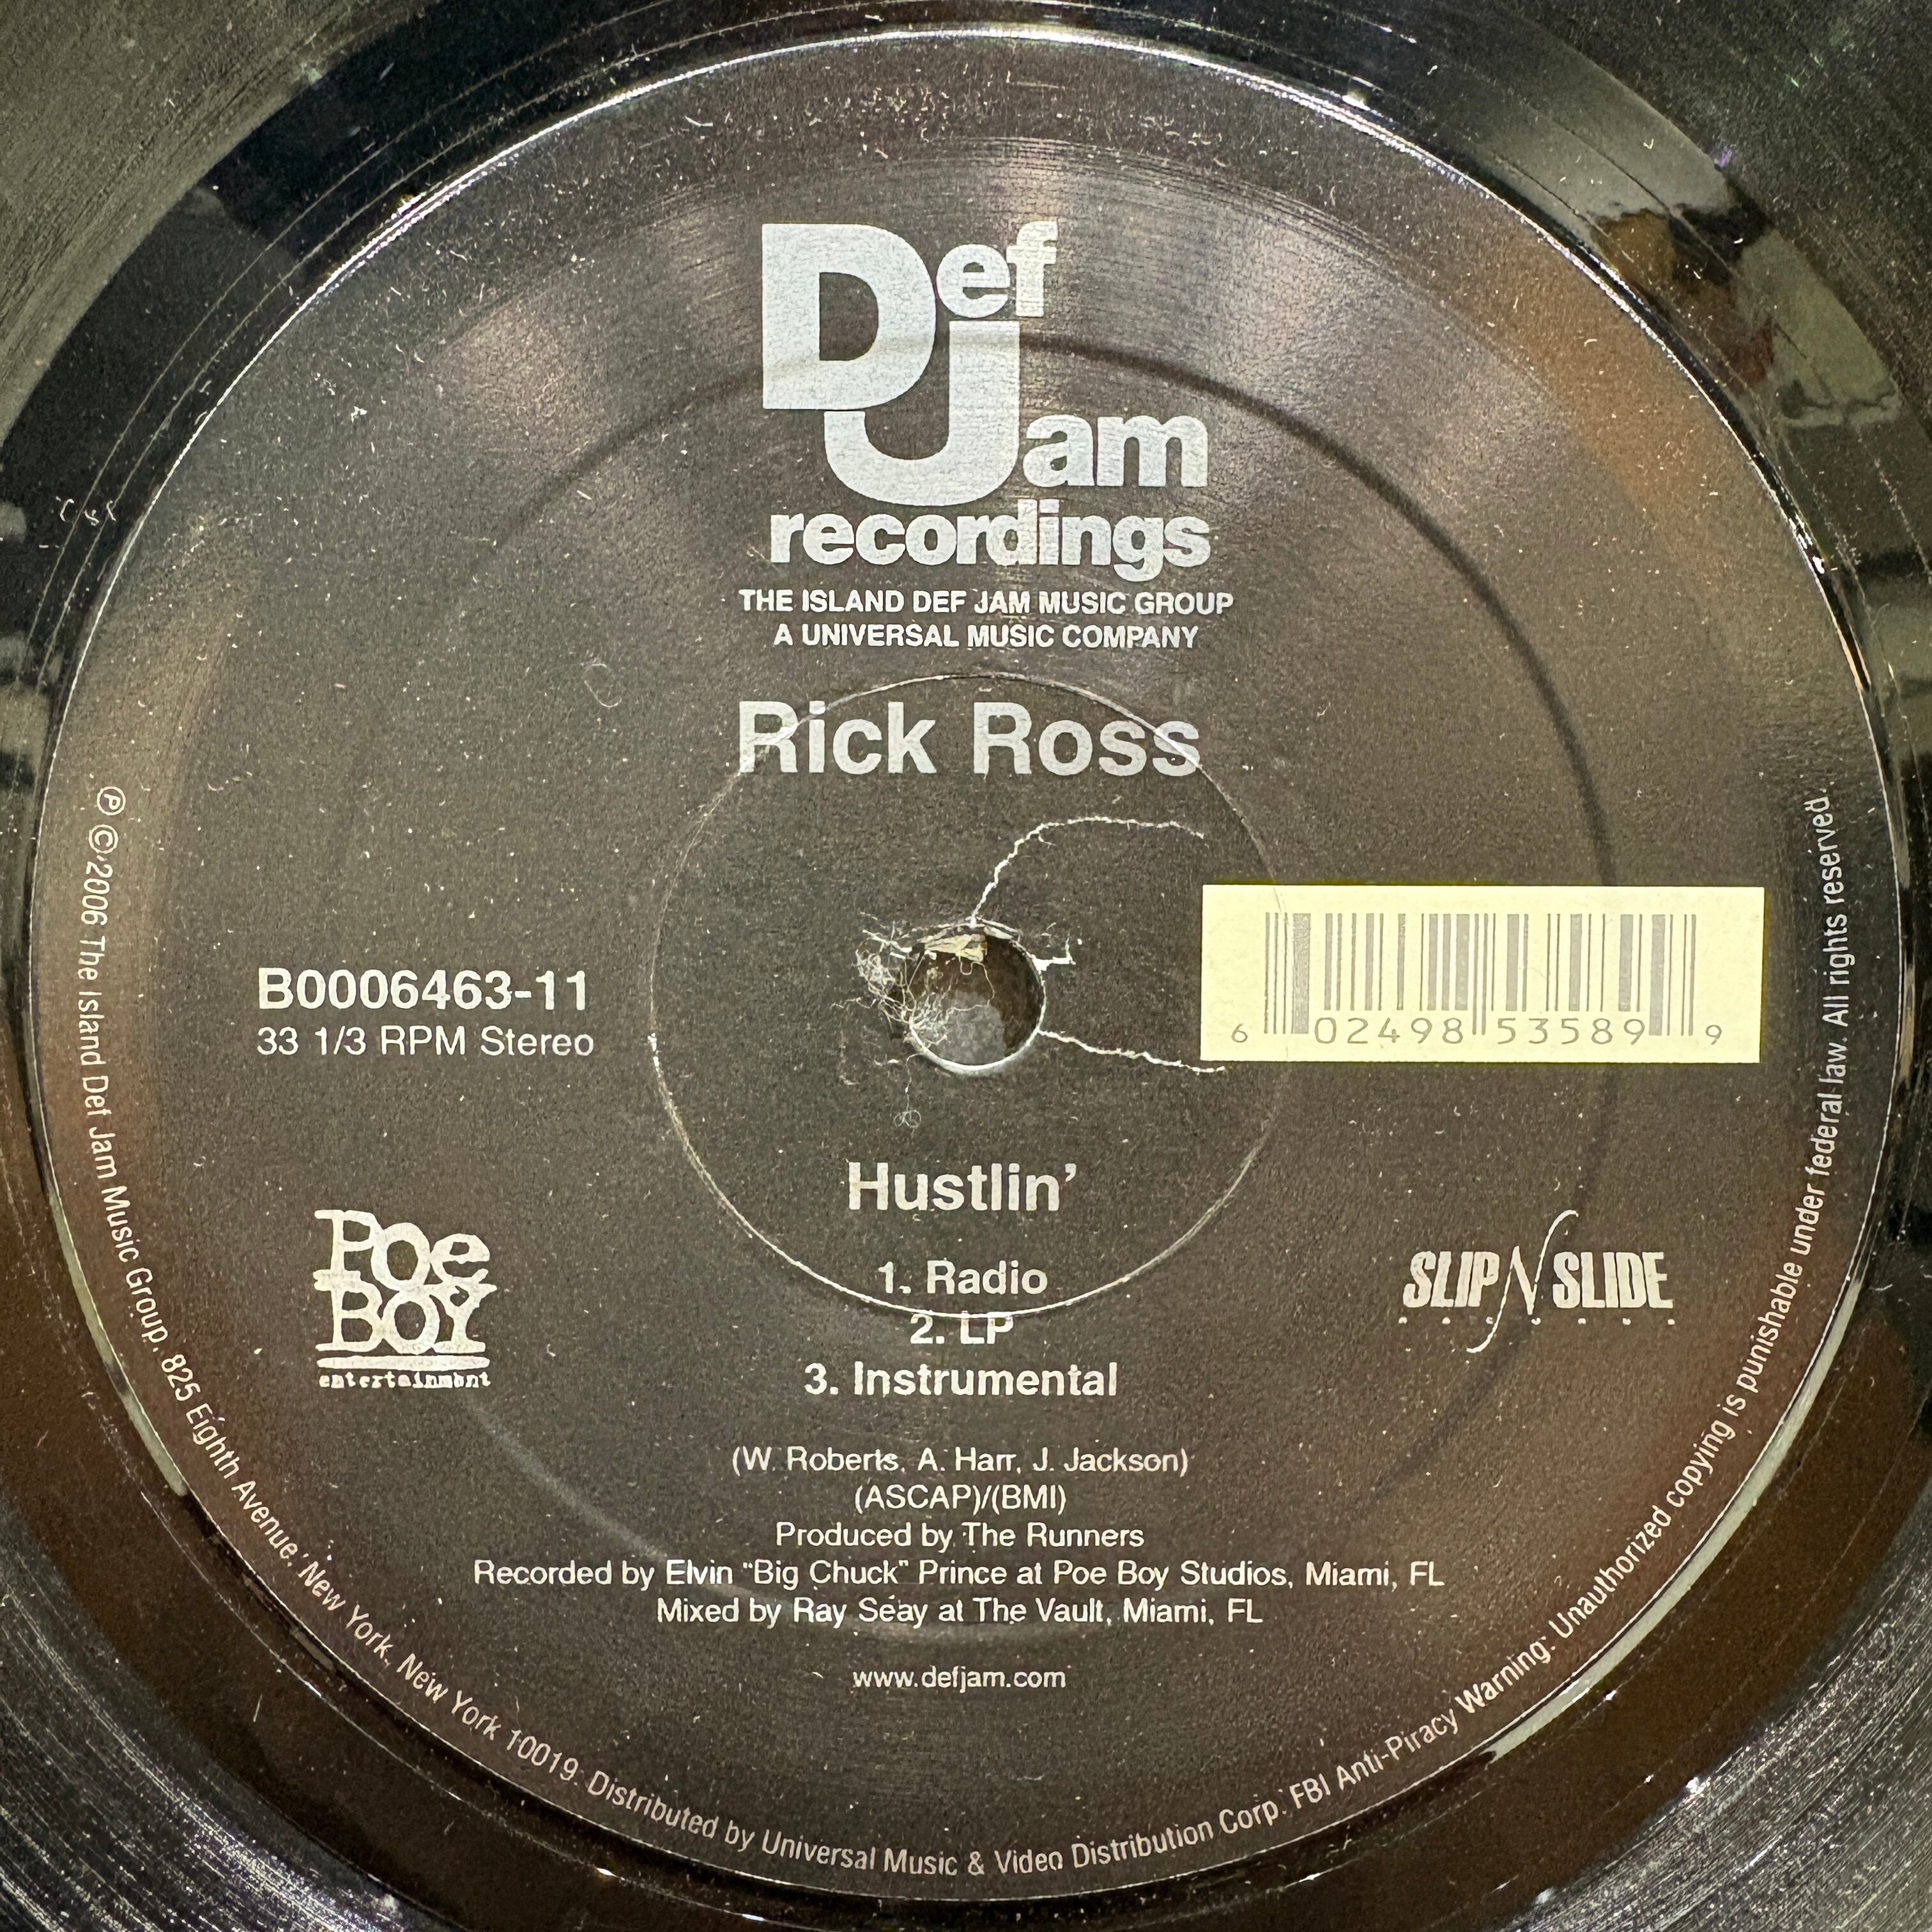 Def
Jam
recordings
THE ISLAND DEF JAM MUSIC GROUP
A UNIVERSAL MUSIC COMPANY
Rick Ross
B0006463-11
33 1/3 RPM Stereo
6 02498 53589 9
Hustlin’
1. Radio
2. LP
3. Instrumental
Poe
BOY
entertainment
SLIP N SLIDE
RECORDS
(W. Roberts, A. Harr, J. Jackson)
(ASCAP)/(BMI)
Produced by The Runners
Recorded by Elvin “Big Chuck” Prince at Poe Boy Studios, Miami, FL
Mixed by Ray Seay at The Vault, Miami, FL
www.defjam.com
Ⓟ © 2006 The Island Def Jam Music Group, 825 Eighth Avenue, New York, New York 10019. Distributed by Universal Music & Video Distribution Corp. FBI Anti-Piracy Warning: Unauthorized copying is punishable under federal law. All rights reserved.